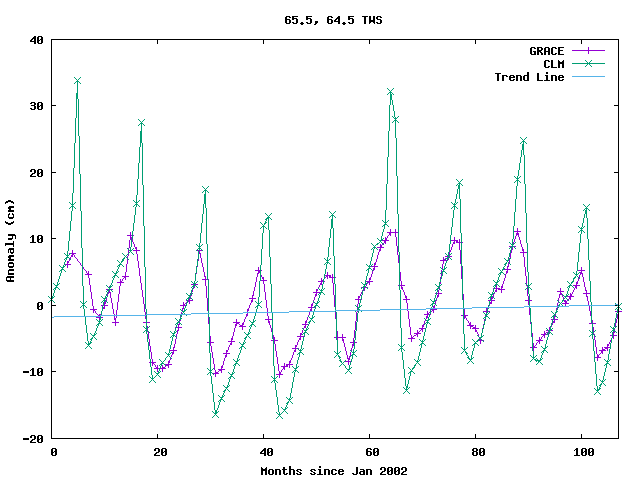 65.5, 64.5 TWS
GRACE
CLM
Trend Line
Anomaly (cm)
40
30
20
10
0
-10
-20
0 20 40 60 80 100
Months since Jan 2002